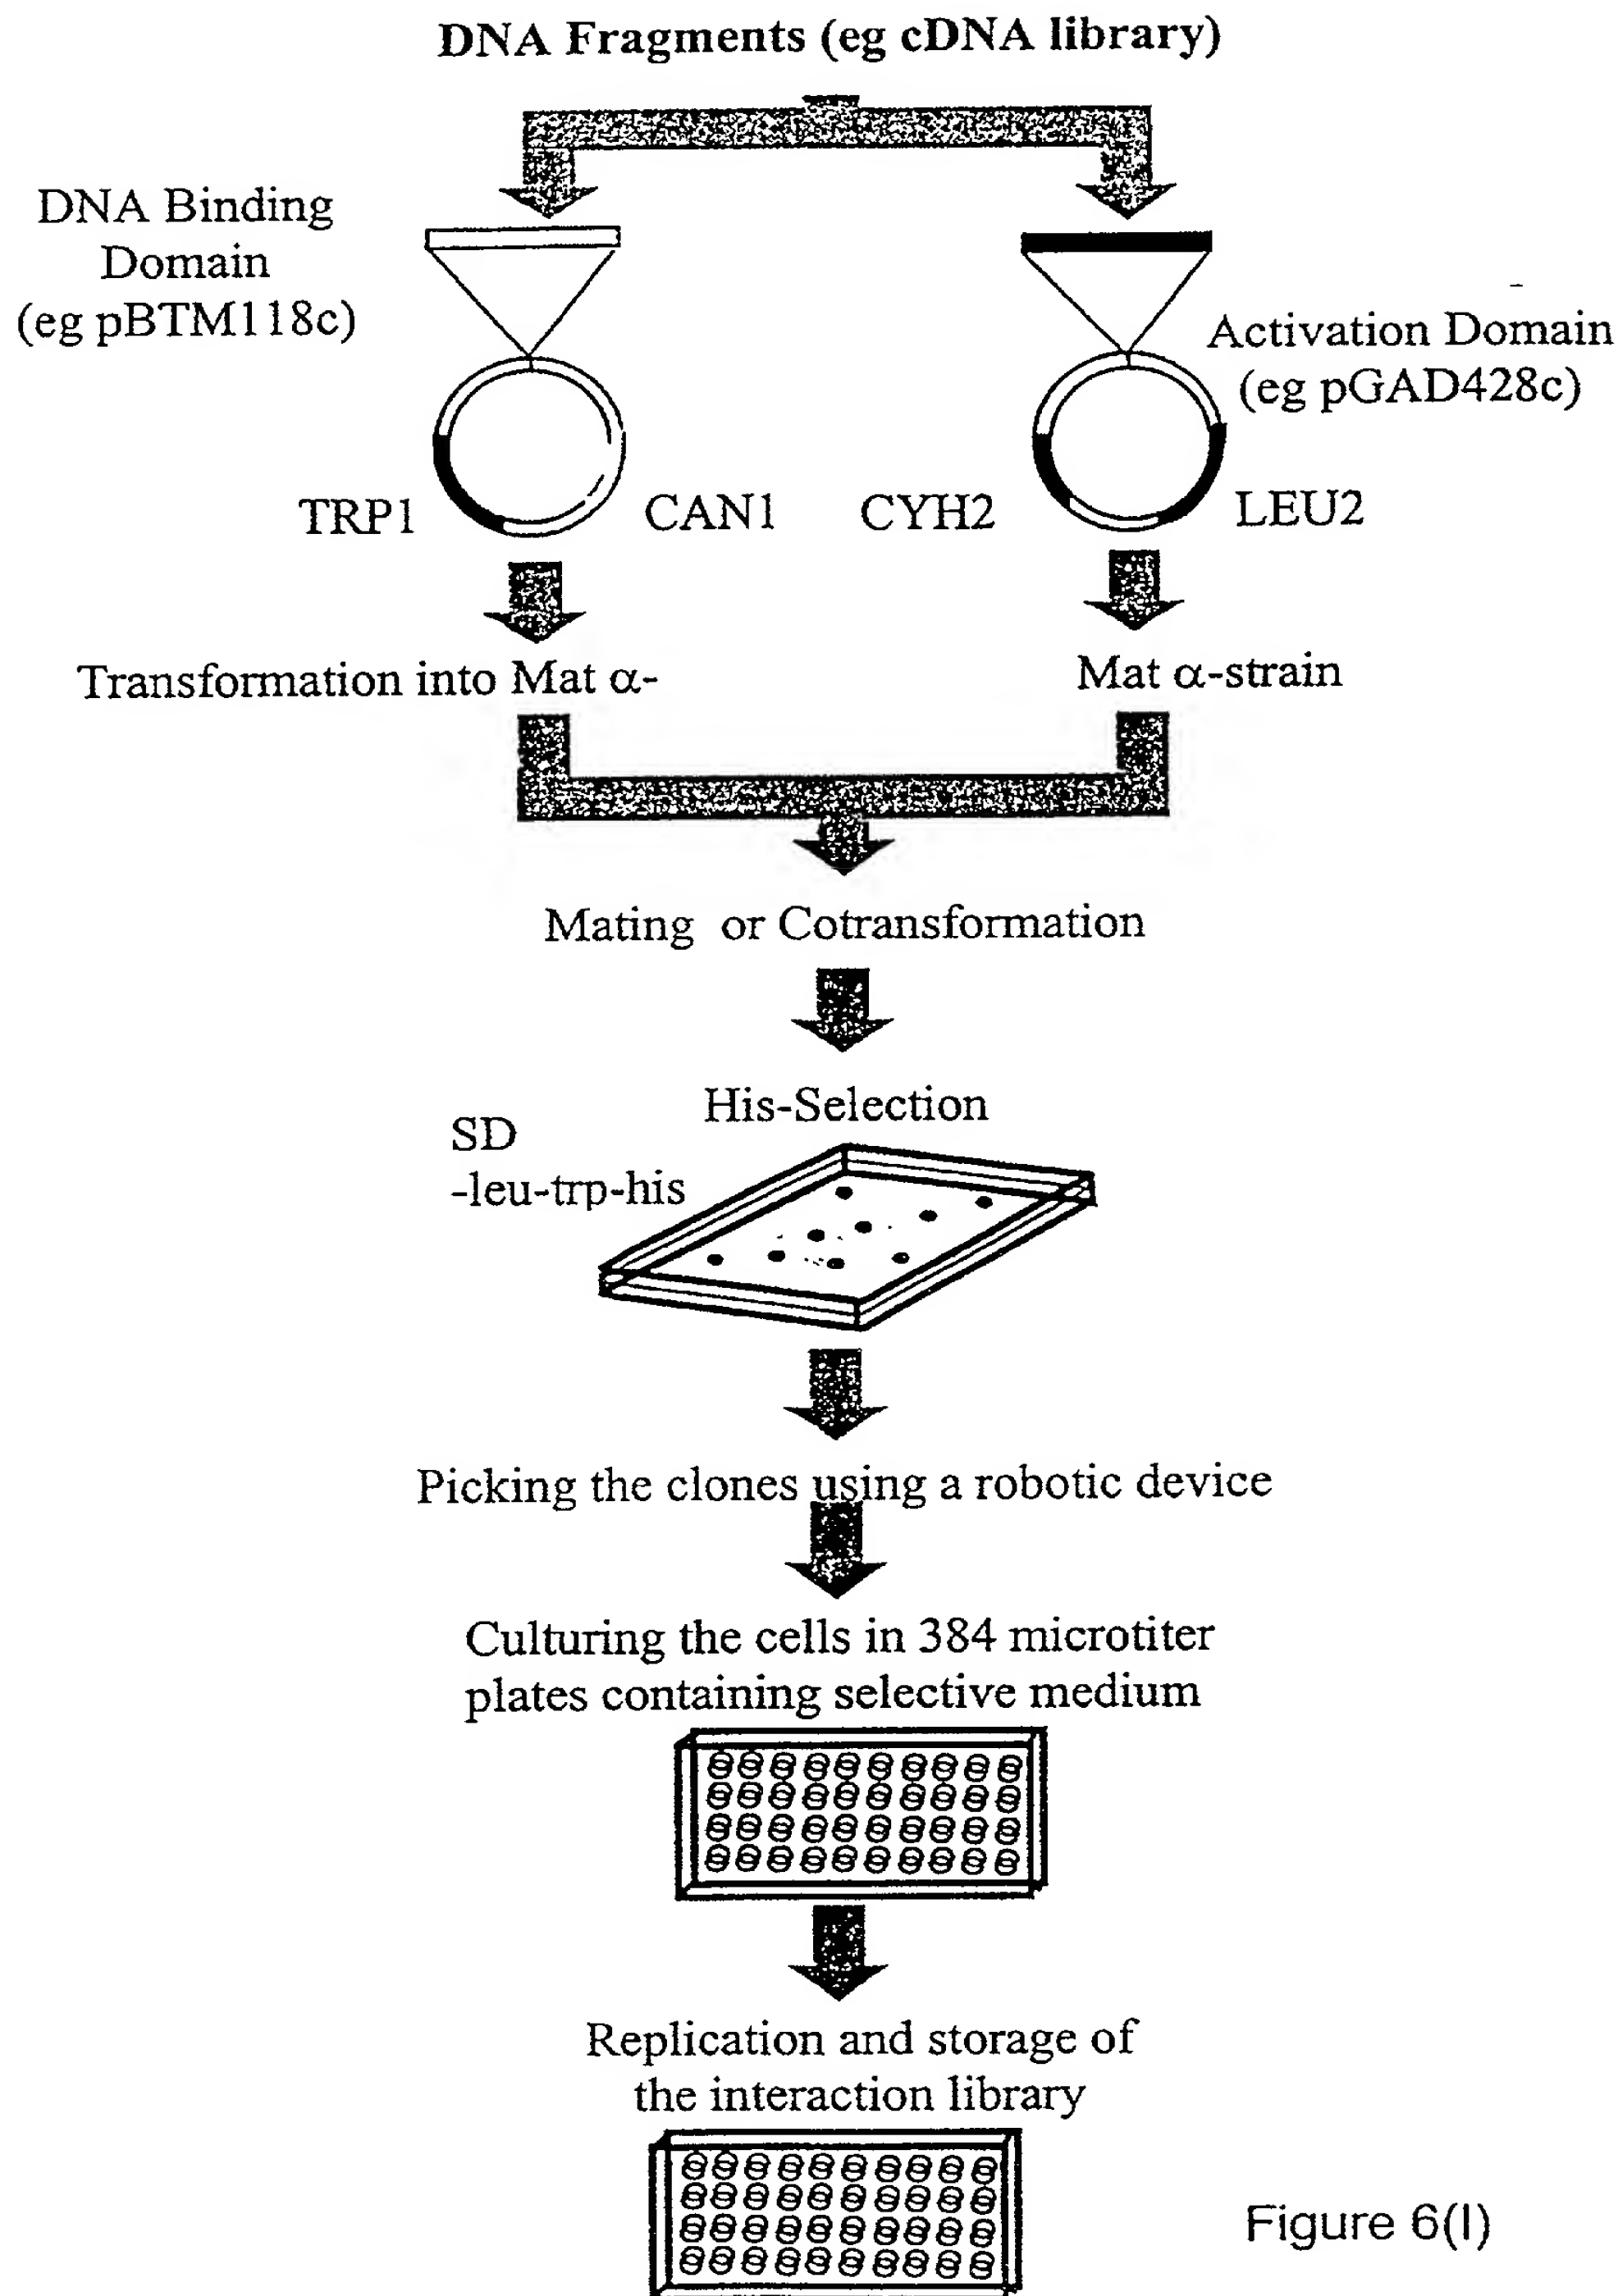 DNA Fragments (eg cDNA library)
DNA Binding
Domain
(eg pBTM118c)
Activation Domain
(eg pGAD428c)
TRP1
CAN1
CYH2
LEU2
Transformation into Mat α-
Mat α-strain
Mating or Cotransformation
His-Selection
SD
-leu-trp-his
Picking the clones using a robotic device
Culturing the cells in 384 microtiter
plates containing selective medium
Replication and storage of
the interaction library
Figure 6(I)